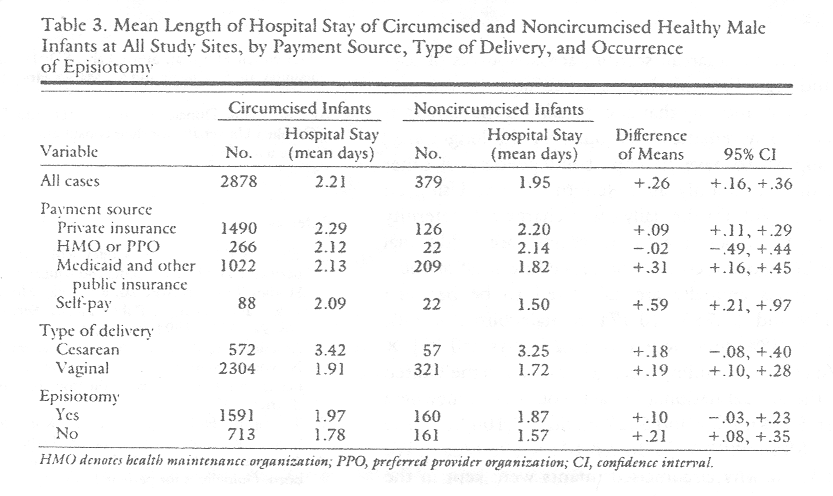 Table 3. Mean Length of Hospital Stay of Circumcised and Noncircumcised Healthy Male
Infants at All Study Sites, by Payment Source, Type of Delivery, and Occurrence
of Episiotomy
Circumcised Infants Noncircumcised Infants
Hospital Stay Hospital Stay Difference
Variable No. (mean days) No. (mean days) of Means 95% CI
All cases 2878 2.21 379 1.95 +.26 +.16, +.36
Payment source
Private insurance 1490 2.29 126 2.20 +.09 +.11, +.29
HMO or PPO 266 2.12 22 2.14 -.02 -.49, +.44
Medicaid and other 1022 2.13 209 1.82 +.31 +.16, +.45
public insurance
Self-pay 88 2.09 22 1.50 +.59 +.21, +.97
Type of delivery
Cesarean 572 3.42 57 3.25 +.18 -.08, +.40
Vaginal 2304 1.91 321 1.72 +.19 +.10, +.28
Episiotomy
Yes 1591 1.97 160 1.87 +.10 -.03, +.23
No 713 1.78 161 1.57 +.21 +.08, +.35
HMO denotes health maintenance organization; PPO, preferred provider organization; CI, confidence interval.